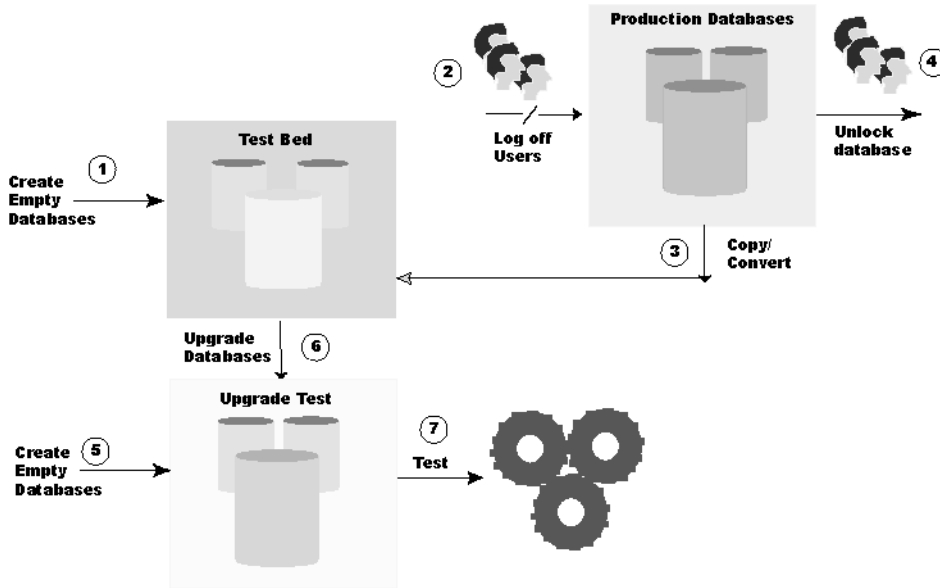 Production Databases
2
4
Log off
Users
Unlock
database
Test Bed
1
Create
Empty
Databases
3
Copy/
Convert
Upgrade
Databases
6
Upgrade Test
5
Create
Empty
Databases
7
Test